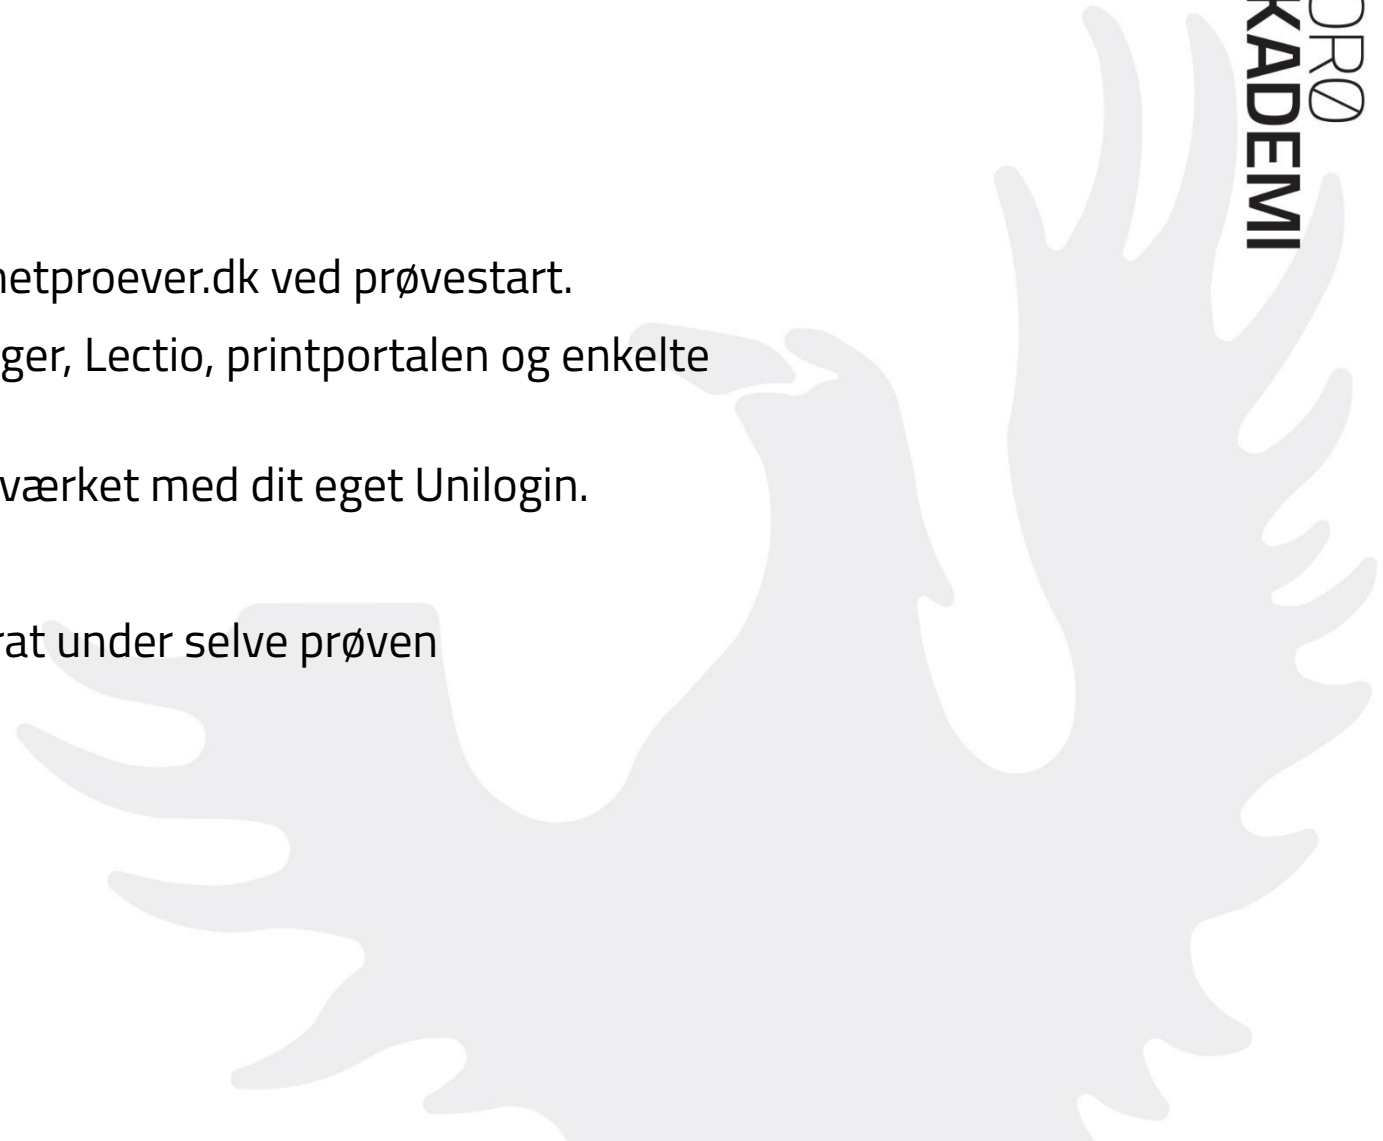 netproever.dk ved prøvestart.
ger, Lectio, printportalen og enkelte
værket med dit eget Unilogin.
rat under selve prøven
ORØ
KADEMI